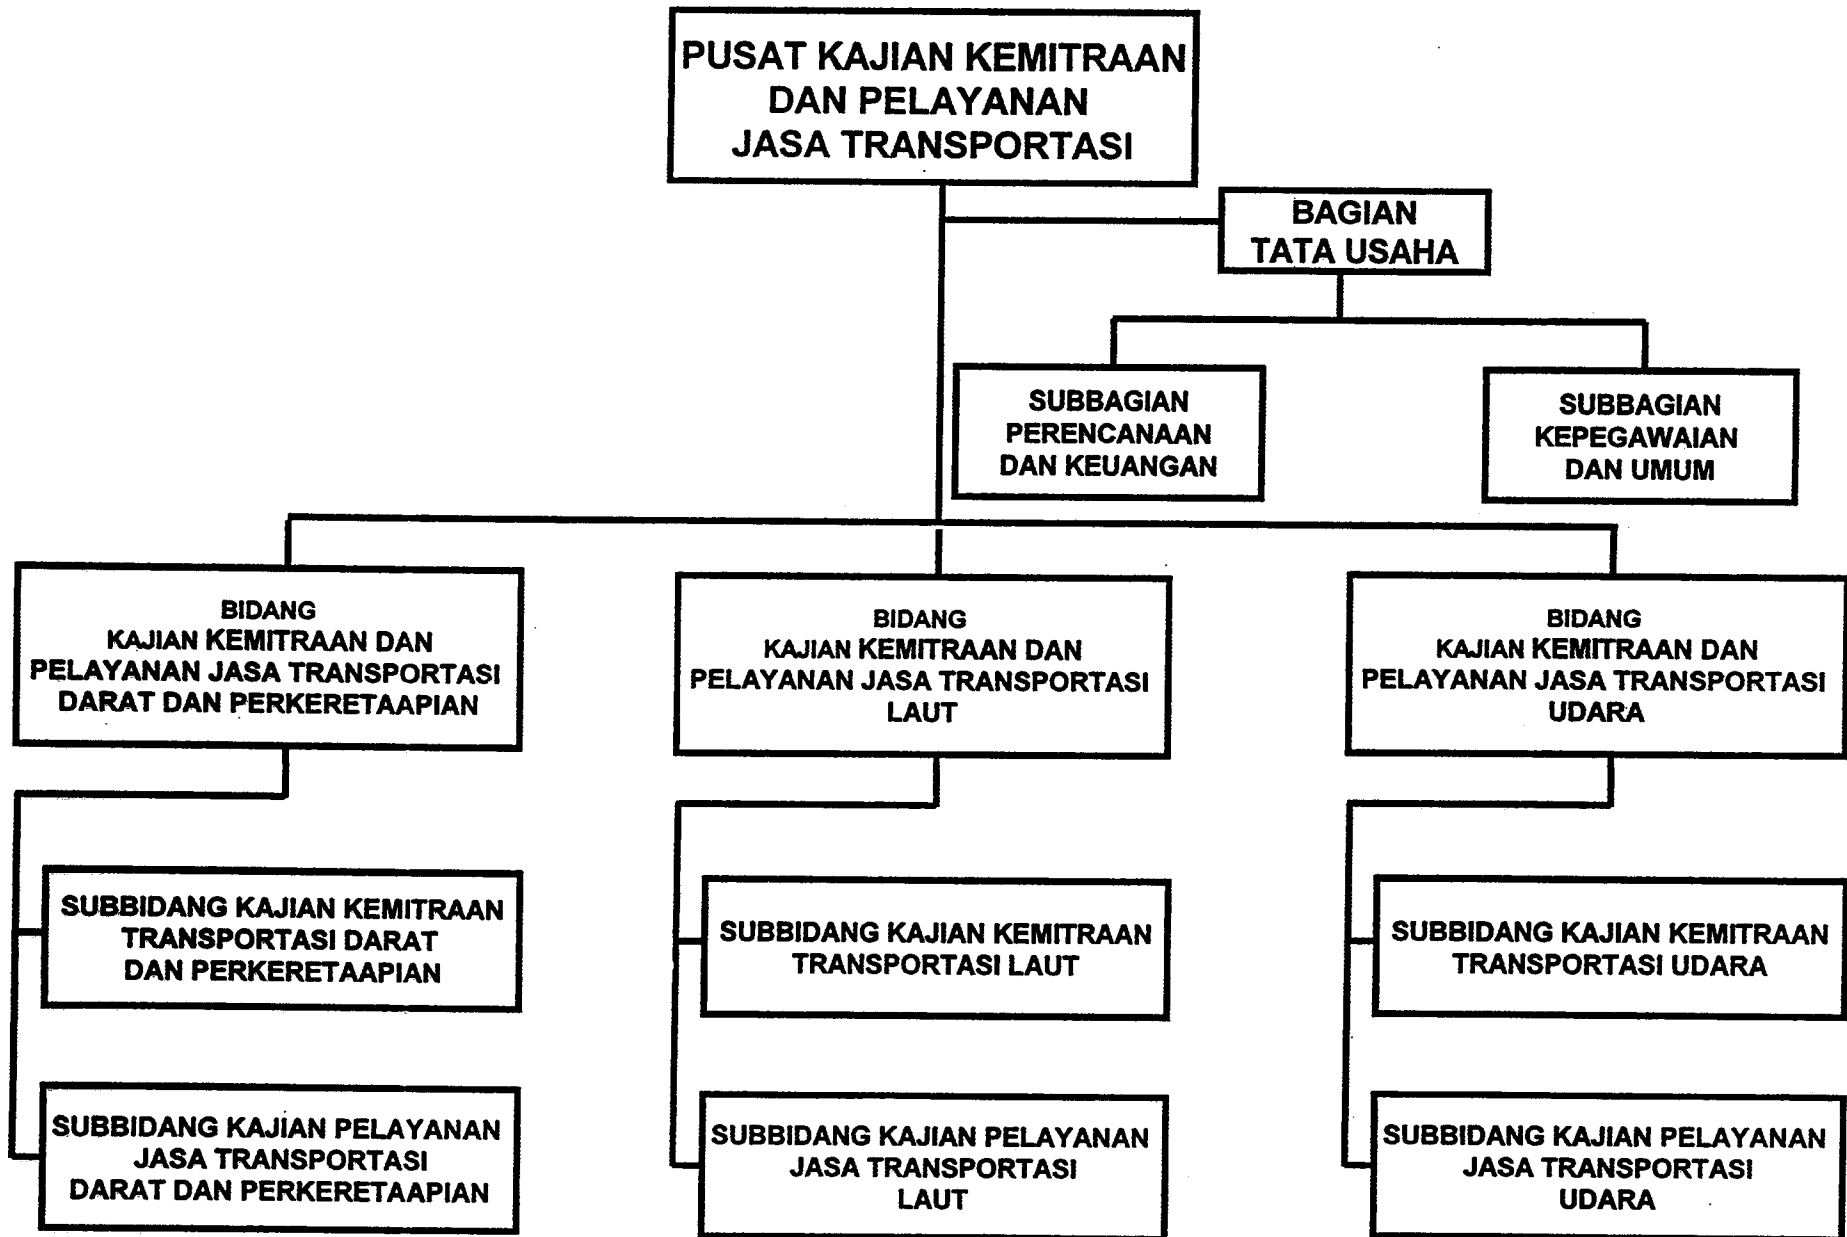 PUSAT KAJIAN KEMITRAAN
DAN PELAYANAN
JASA TRANSPORTASI
BAGIAN
TATA USAHA
SUBBAGIAN
PERENCANAAN
DAN KEUANGAN
SUBBAGIAN
KEPEGAWAIAN
DAN UMUM
BIDANG
KAJIAN KEMITRAAN DAN
PELAYANAN JASA TRANSPORTASI
DARAT DAN PERKERETAAPIAN
BIDANG
KAJIAN KEMITRAAN DAN
PELAYANAN JASA TRANSPORTASI
LAUT
BIDANG
KAJIAN KEMITRAAN DAN
PELAYANAN JASA TRANSPORTASI
UDARA
SUBBIDANG KAJIAN KEMITRAAN
TRANSPORTASI DARAT
DAN PERKERETAAPIAN
SUBBIDANG KAJIAN KEMITRAAN
TRANSPORTASI LAUT
SUBBIDANG KAJIAN KEMITRAAN
TRANSPORTASI UDARA
SUBBIDANG KAJIAN PELAYANAN
JASA TRANSPORTASI
DARAT DAN PERKERETAAPIAN
SUBBIDANG KAJIAN PELAYANAN
JASA TRANSPORTASI
LAUT
SUBBIDANG KAJIAN PELAYANAN
JASA TRANSPORTASI
UDARA